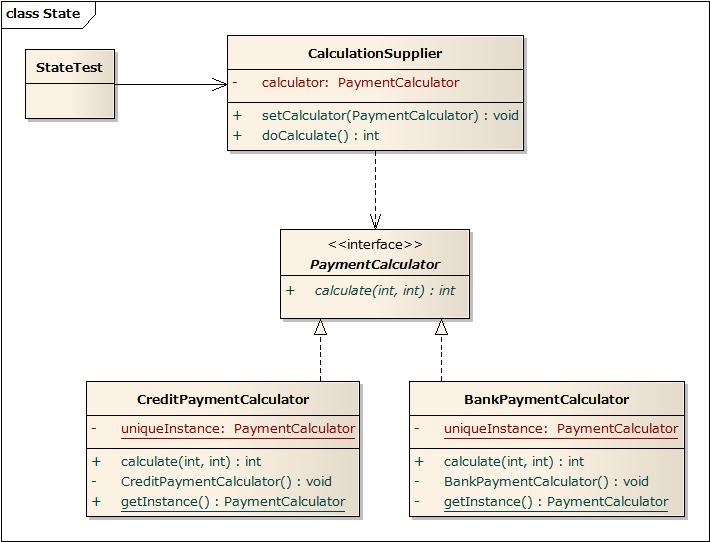 class State
StateTest
CalculationSupplier
- calculator: PaymentCalculator
+ setCalculator(PaymentCalculator) : void
+ doCalculate() : int
<<interface>>
PaymentCalculator
+ calculate(int, int) : int
CreditPaymentCalculator
- uniqueInstance: PaymentCalculator
+ calculate(int, int) : int
- CreditPaymentCalculator() : void
+ getInstance() : PaymentCalculator
BankPaymentCalculator
- uniqueInstance: PaymentCalculator
+ calculate(int, int) : int
- BankPaymentCalculator() : void
- getInstance() : PaymentCalculator